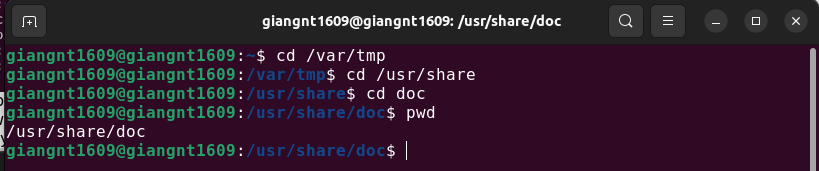 giangnt1609@giangnt1609: /usr/share/doc
giangnt1609@giangnt1609:~$ cd /var/tmp
giangnt1609@giangnt1609:/var/tmp$ cd /usr/share
giangnt1609@giangnt1609:/usr/share$ cd doc
giangnt1609@giangnt1609:/usr/share/doc$ pwd
/usr/share/doc
giangnt1609@giangnt1609:/usr/share/doc$